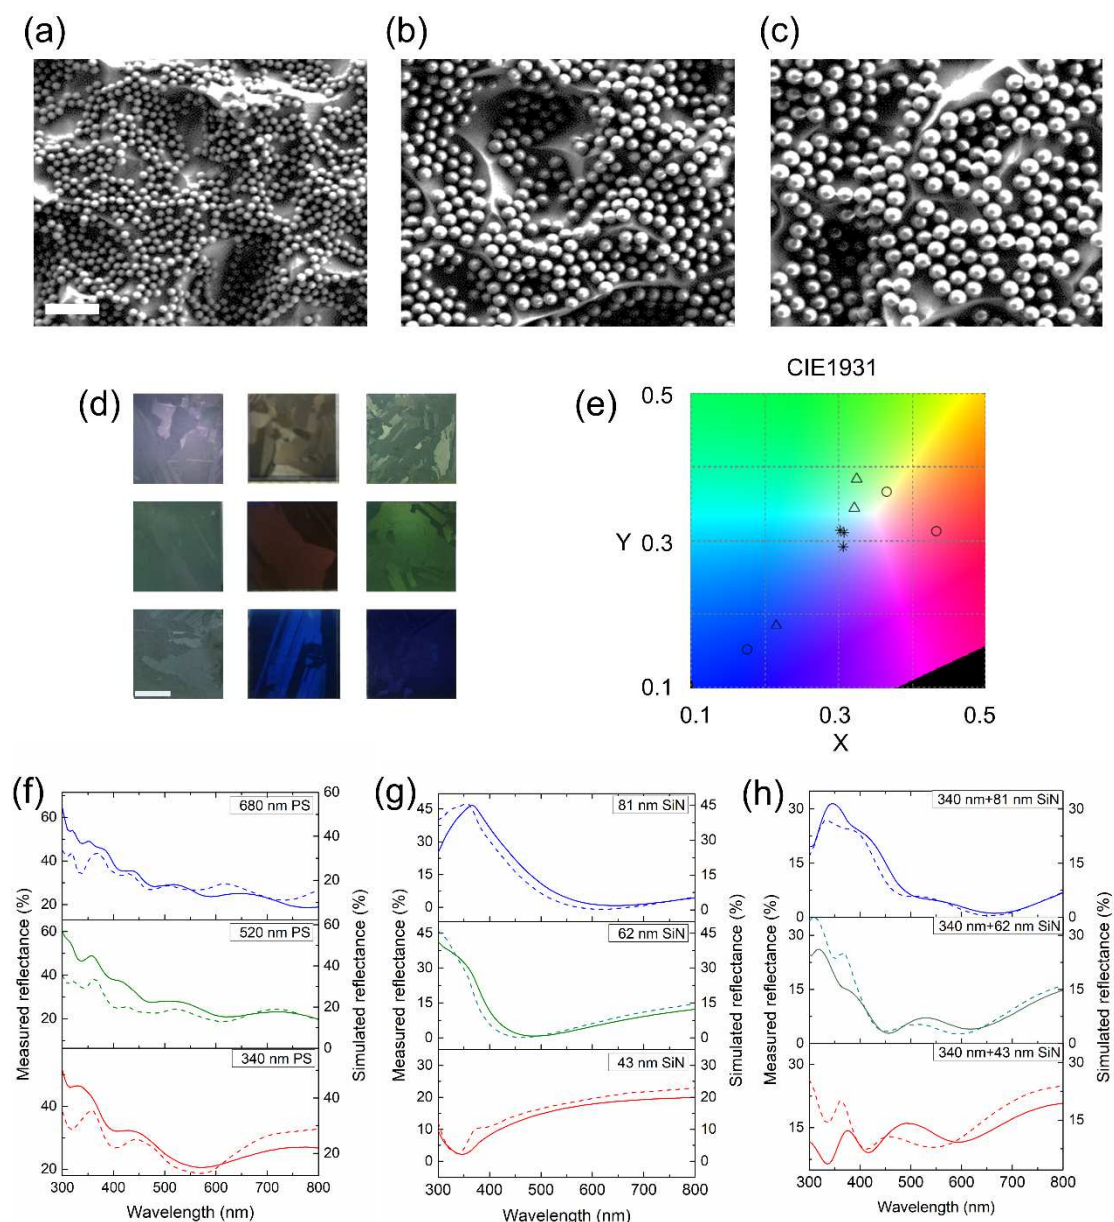 (a)
(b)
(c)
(d)
(e)
CIE1931
0.5
Y
0.3
0.1
0.1 0.3 0.5
X
(f)
680 nm PS
60
40
20
60
40
20
0
520 nm PS
60
40
20
60
40
20
0
340 nm PS
40
20
40
20
300 400 500 600 700 800
Wavelength (nm)
Measured reflectance (%)
Simulated reflectance (%)
(g)
81 nm SiN
45
30
15
0
45
30
15
0
62 nm SiN
45
30
15
0
45
30
15
0
43 nm SiN
30
20
10
0
30
20
10
0
300 400 500 600 700 800
Wavelength (nm)
Measured reflectance (%)
Simulated reflectance (%)
(h)
340 nm+81 nm SiN
30
15
0
30
15
0
340 nm+62 nm SiN
30
15
0
30
15
0
340 nm+43 nm SiN
30
15
30
15
300 400 500 600 700 800
Wavelength (nm)
Measured reflectance (%)
Simulated reflectance (%)